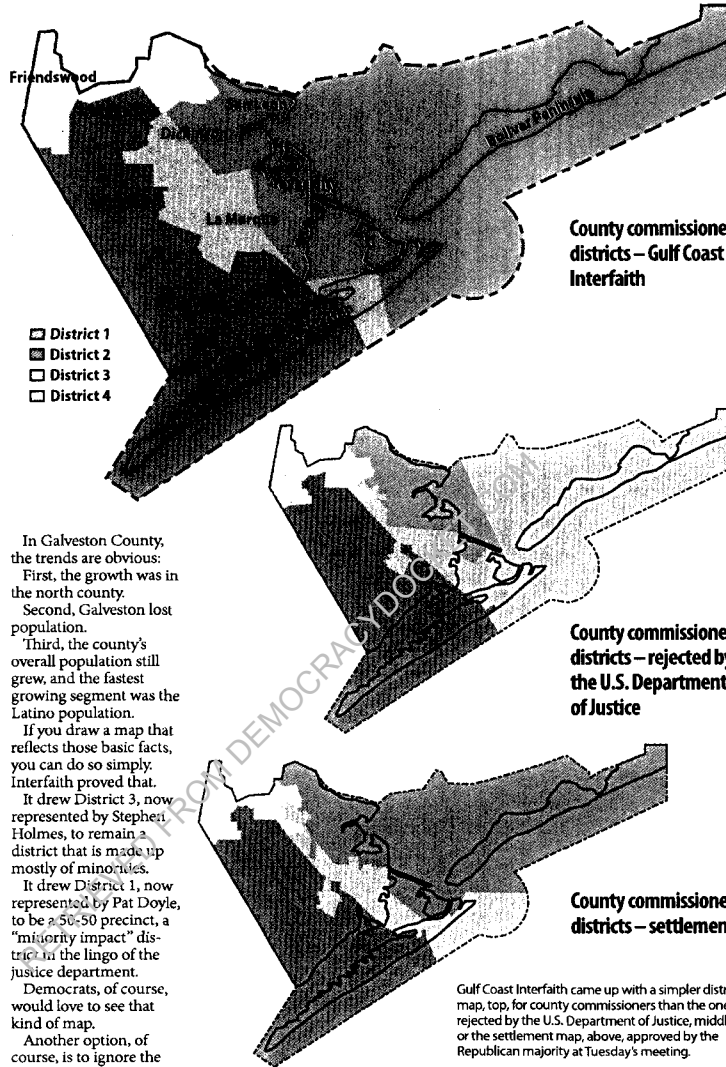 Friendswood
San Leon
Dickinson
La Marque
Bolivar Peninsula
County commissione
districts – Gulf Coast
Interfaith
District 1
District 2
District 3
District 4
In Galveston County,
the trends are obvious:
First, the growth was in
the north county.
Second, Galveston lost
population.
Third, the county's
overall population still
grew, and the fastest
growing segment was the
Latino population.
If you draw a map that
reflects those basic facts,
you can do so simply.
Interfaith proved that.
It drew District 3, now
represented by Stephen
Holmes, to remain a
district that is made up
mostly of minorities.
It drew District 1, now
represented by Pat Doyle,
to be a 50-50 precinct, a
"minority impact" dis-
trict in the lingo of the
justice department.
Democrats, of course,
would love to see that
kind of map.
Another option, of
course, is to ignore the
County commissione
districts – rejected by
the U.S. Department
of Justice
County commissione
districts – settlemen
Gulf Coast Interfaith came up with a simpler distr
map, top, for county commissioners than the one
rejected by the U.S. Department of Justice, middl
or the settlement map, above, approved by the
Republican majority at Tuesday's meeting.
RETRIEVED FROM DEMOCRACYDOCKET.COM